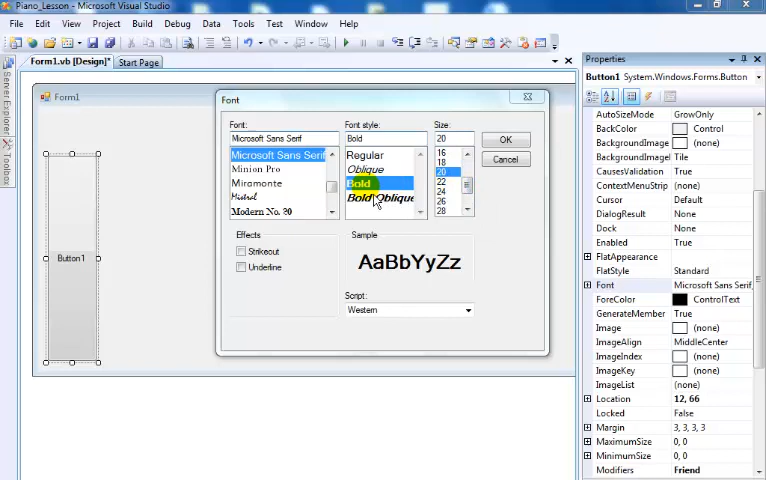 Piano_Lesson - Microsoft Visual Studio
File Edit View Project Build Debug Data Tools Test Window Help
Form1.vb [Design]* Start Page
Server Explorer
Toolbox
Form1
Button1
Font
Font: Font style: Size:
Microsoft Sans Serif Bold 20
Microsoft Sans Serif Regular 16
Minion Pro Oblique 18
Miramonte Bold 20
Mistral Bold Oblique 22
Modern No. 20 24
26
28
OK
Cancel
Effects
Strikeout
Underline
Sample
AaBbYyZz
Script:
Western
Properties
Button1 System.Windows.Forms.Button
AutoSizeMode GrowOnly
BackColor Control
BackgroundImage (none)
BackgroundImageL Tile
CausesValidation True
ContextMenuStrip (none)
Cursor Default
DialogResult None
Dock None
Enabled True
FlatAppearance
FlatStyle Standard
Font Microsoft Sans Serif,
ForeColor ControlText
GenerateMember True
Image (none)
ImageAlign MiddleCenter
ImageIndex (none)
ImageKey (none)
ImageList (none)
Location 12, 66
Locked False
Margin 3, 3, 3, 3
MaximumSize 0, 0
MinimumSize 0, 0
Modifiers Friend